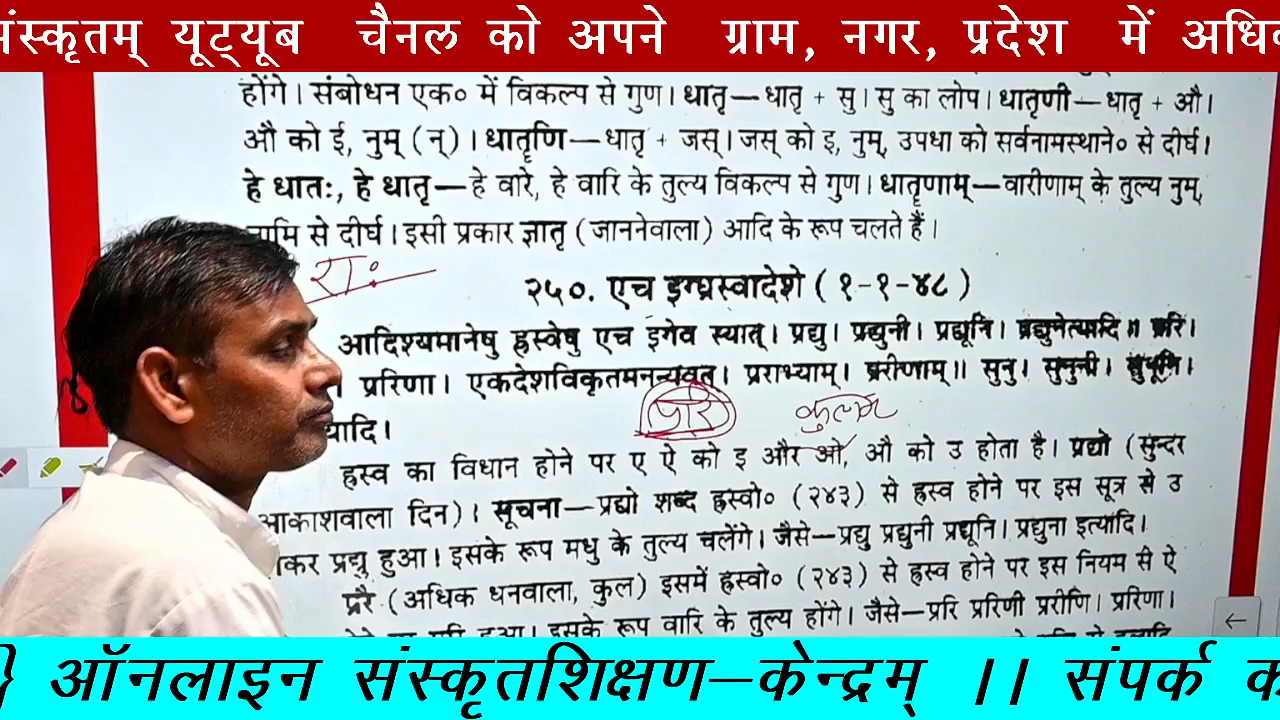 संस्कृतम् यूट्यूब चैनल को अपने ग्राम, नगर, प्रदेश में
होंगे। संबोधन एक० में विकल्प से गुण। धातृ—धातृ + सु। सु का लोप। धातृणी—धातृ + औ।
औ को ई, नुम् (न्)। धातॄणि—धातृ + जस्। जस् को इ, नुम्, उपधा को सर्वनामस्थाने० से दीर्घ।
हे धातः, हे धातृ—हे वारे, हे वारि के तुल्य विकल्प से गुण। धातॄणाम्—वारीणाम् के तुल्य नुम्,
नामि से दीर्घ। इसी प्रकार ज्ञातृ (जाननेवाला) आदि के रूप चलते हैं।
राः
२५०. एच इग्घ्रस्वादेशे (१-१-४८)
आदिश्यमानेषु ह्रस्वेषु एच इगेव स्यात्। प्रद्यु। प्रद्युनी। प्रद्यूनि। प्रद्युनेत्यादि॥ प्ररि।
। प्ररिणा। एकदेशविकृतमनन्यवत्। प्रराभ्याम्। प्ररीणाम्॥ सुनु। सुनुनी। सुनूनि।
यादि।
प्ररि कुलम्
ह्रस्व का विधान होने पर ए ऐ को इ और ओ, औ को उ होता है। प्रद्यो (सुन्दर
आकाशवाला दिन)। सूचना—प्रद्यो शब्द ह्रस्वो० (२४३) से ह्रस्व होने पर इस सूत्र से उ
प्रद्यु हुआ। इसके रूप मधु के तुल्य चलेंगे। जैसे—प्रद्यु प्रद्युनी प्रद्यूनि। प्रद्युना इत्यादि।
प्ररै (अधिक धनवाला, कुल) इसमें ह्रस्वो० (२४३) से ह्रस्व होने पर इस नियम से ऐ
हुआ। इसके रूप वारि के तुल्य होंगे। जैसे—प्ररि प्ररिणी प्ररीणि। प्ररिणा।
} ऑनलाइन संस्कृतशिक्षण–केन्द्रम् ।। संपर्क